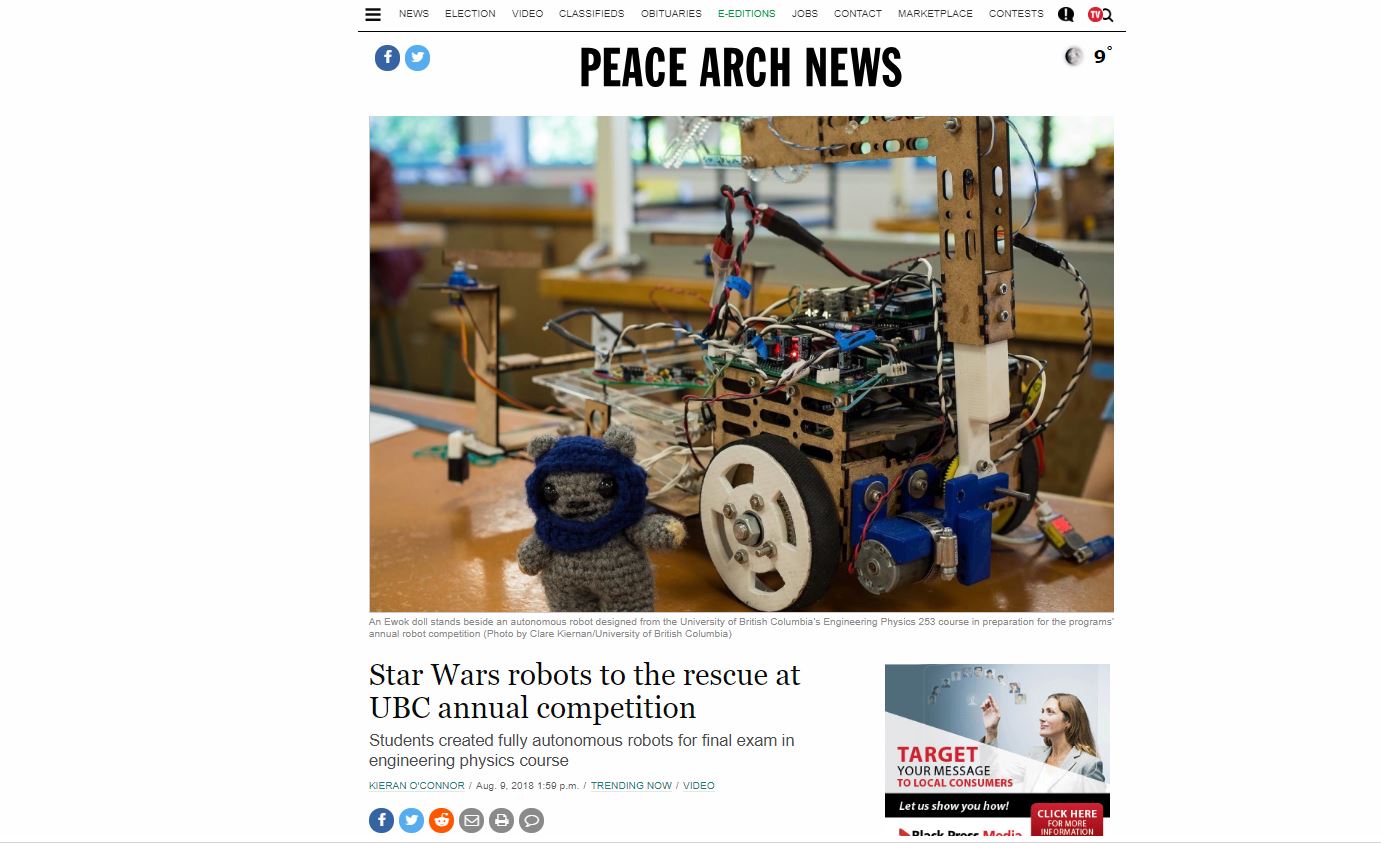 NEWS ELECTION VIDEO CLASSIFIEDS OBITUARIES E-EDITIONS JOBS CONTACT MARKETPLACE CONTESTS TV
PEACE ARCH NEWS
9°
An Ewok doll stands beside an autonomous robot designed from the University of British Columbia's Engineering Physics 253 course in preparation for the programs'
annual robot competition (Photo by Clare Kiernan/University of British Columbia)
Star Wars robots to the rescue at
UBC annual competition
Students created fully autonomous robots for final exam in
engineering physics course
KIERAN O'CONNOR / Aug. 9, 2018 1:59 p.m. / TRENDING NOW / VIDEO
TARGET
YOUR MESSAGE
TO LOCAL CONSUMERS
Let us show you how!
CLICK HERE
FOR MORE
INFORMATION
Black Press Media